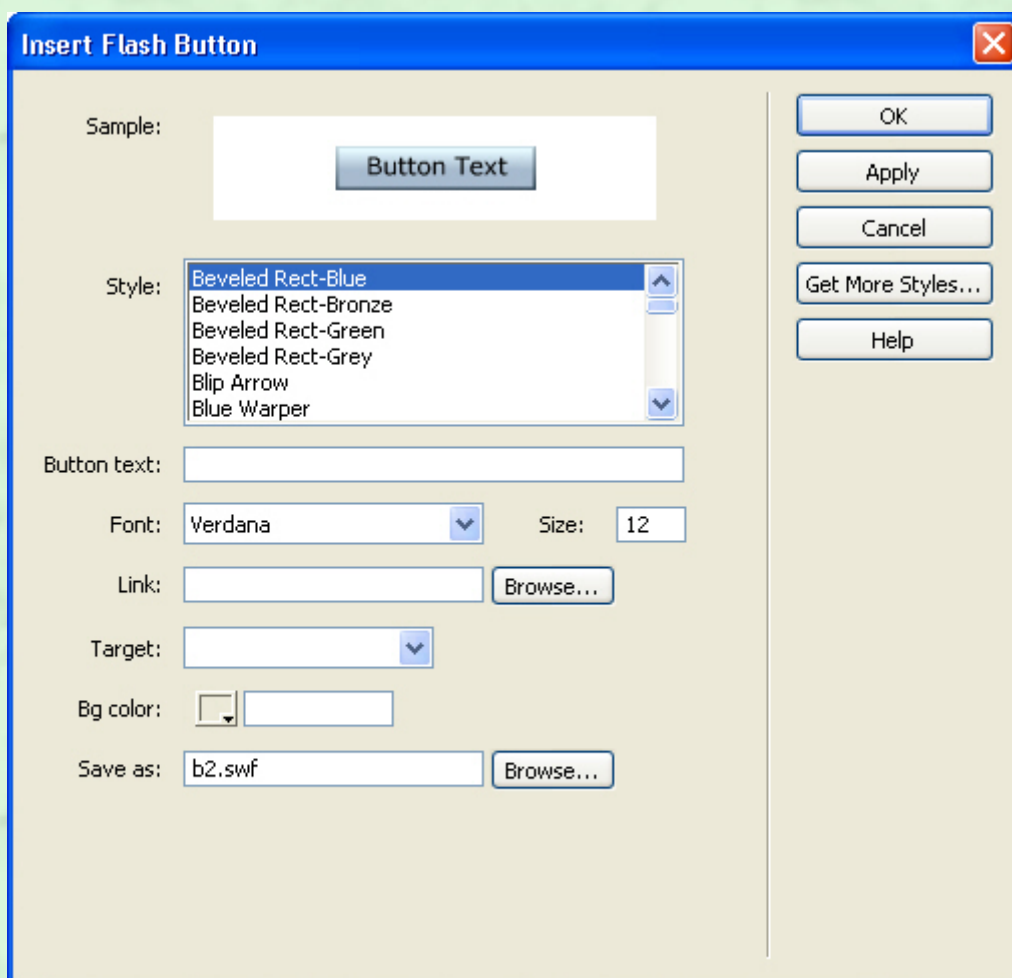 Insert Flash Button
Sample:
Button Text
Style:
Beveled Rect-Blue
Beveled Rect-Bronze
Beveled Rect-Green
Beveled Rect-Grey
Blip Arrow
Blue Warper
Button text:
Font: Verdana Size: 12
Link: Browse...
Target:
Bg color:
Save as: b2.swf Browse...
OK
Apply
Cancel
Get More Styles...
Help